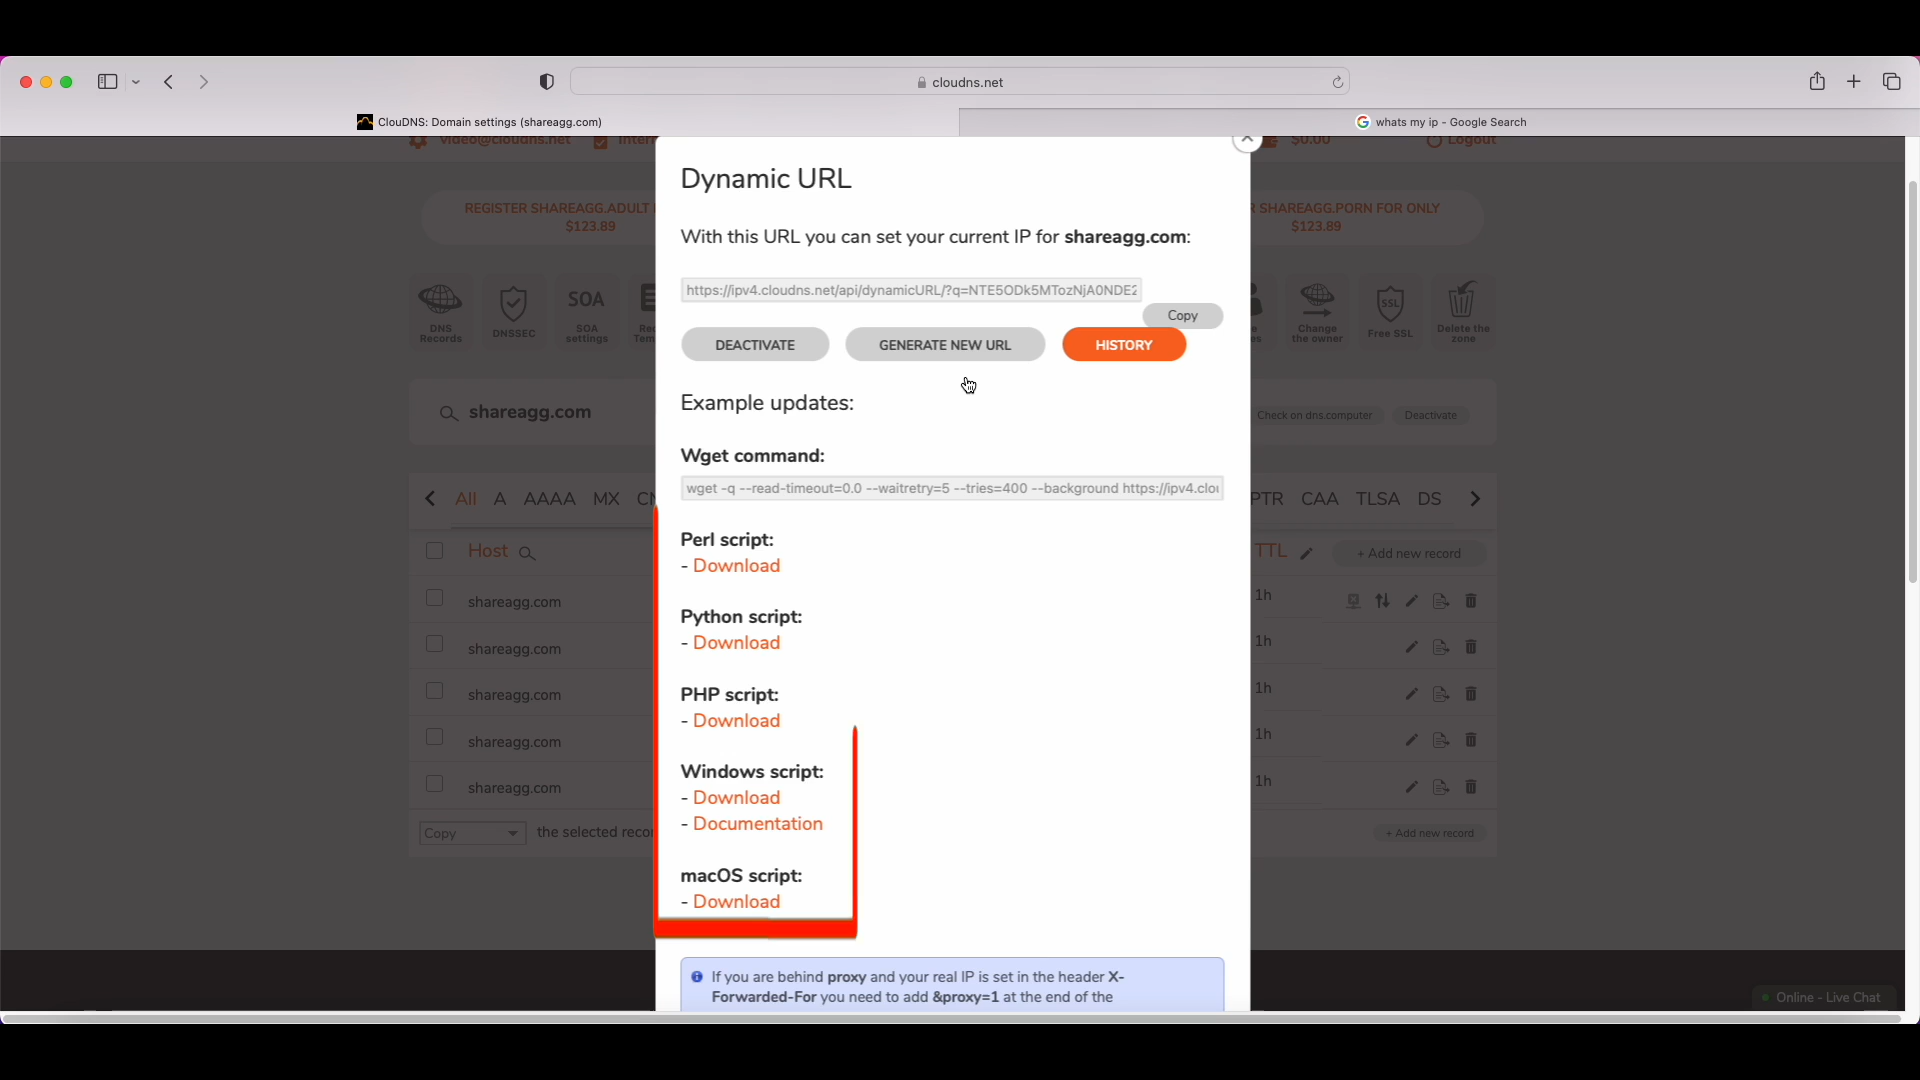 cloudns.net
ClouDNS: Domain settings (shareagg.com)
whats my ip - Google Search
video@cloudns.net
$0.00
Logout
Dynamic URL
REGISTER SHAREAGG.ADULT
$123.89
SHAREAGG.PORN FOR ONLY
$123.89
With this URL you can set your current IP for shareagg.com:
https://ipv4.cloudns.net/api/dynamicURL/?q=NTE5ODk5MTozNjA0NDE2
Copy
DEACTIVATE
GENERATE NEW URL
HISTORY
DNS
Records
DNSSEC
SOA
SOA
settings
Change
the owner
SSL
Free SSL
Delete the
zone
Example updates:
shareagg.com
Check on dns.computer
Deactivate
Wget command:
wget -q --read-timeout=0.0 --waitretry=5 --tries=400 --background https://ipv4.clou
All A AAAA MX
PTR CAA TLSA DS
Perl script:
- Download
Host
TTL
+ Add new record
shareagg.com
1h
Python script:
- Download
shareagg.com
1h
PHP script:
- Download
shareagg.com
1h
shareagg.com
1h
Windows script:
- Download
- Documentation
shareagg.com
1h
Copy
the selected
+ Add new record
macOS script:
- Download
If you are behind proxy and your real IP is set in the header X-
Forwarded-For you need to add &proxy=1 at the end of the
Online - Live Chat